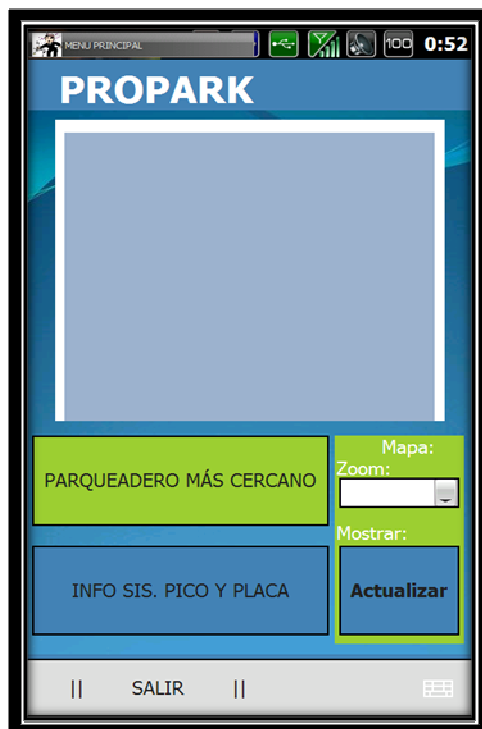 MENU PRINCIPAL
100 0:52
PROPARK
PARQUEADERO MÁS CERCANO
Mapa:
Zoom:
Mostrar:
INFO SIS. PICO Y PLACA
Actualizar
|| SALIR ||